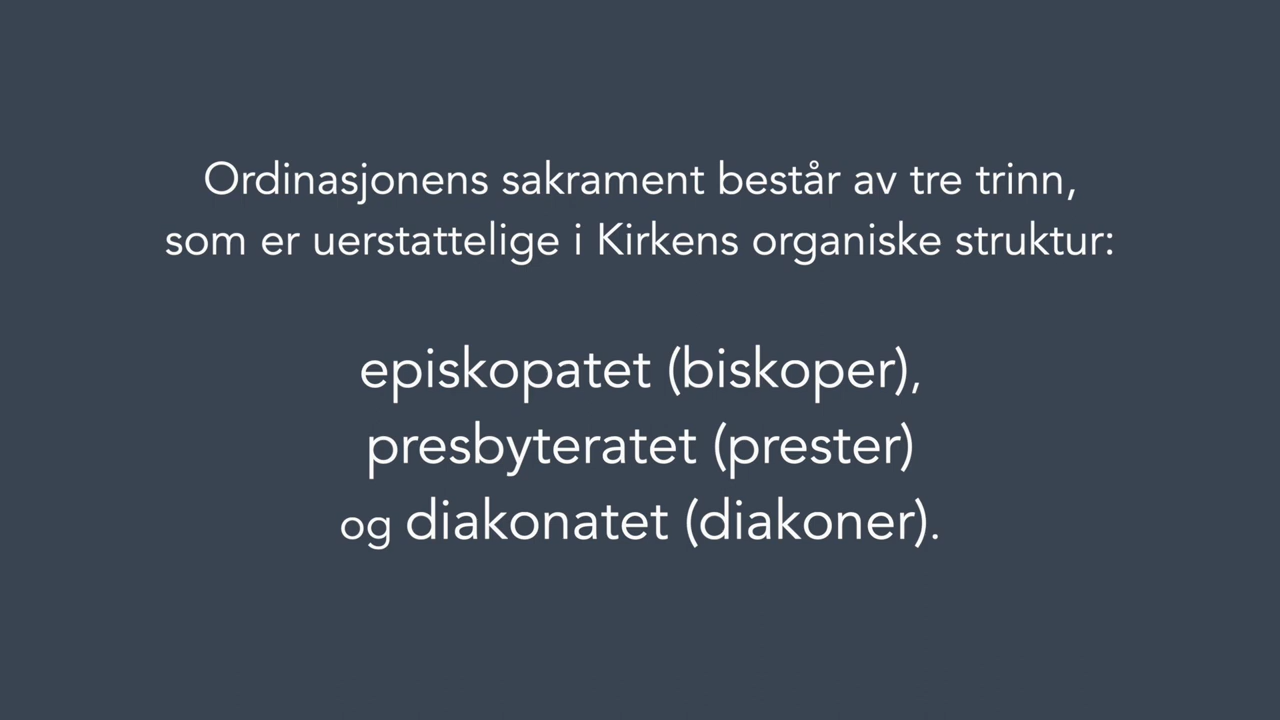 Ordinasjonens sakrament består av tre trinn,
som er uerstattelige i Kirkens organiske struktur:
episkopatet (biskoper),
presbyteratet (prester)
og diakonatet (diakoner).